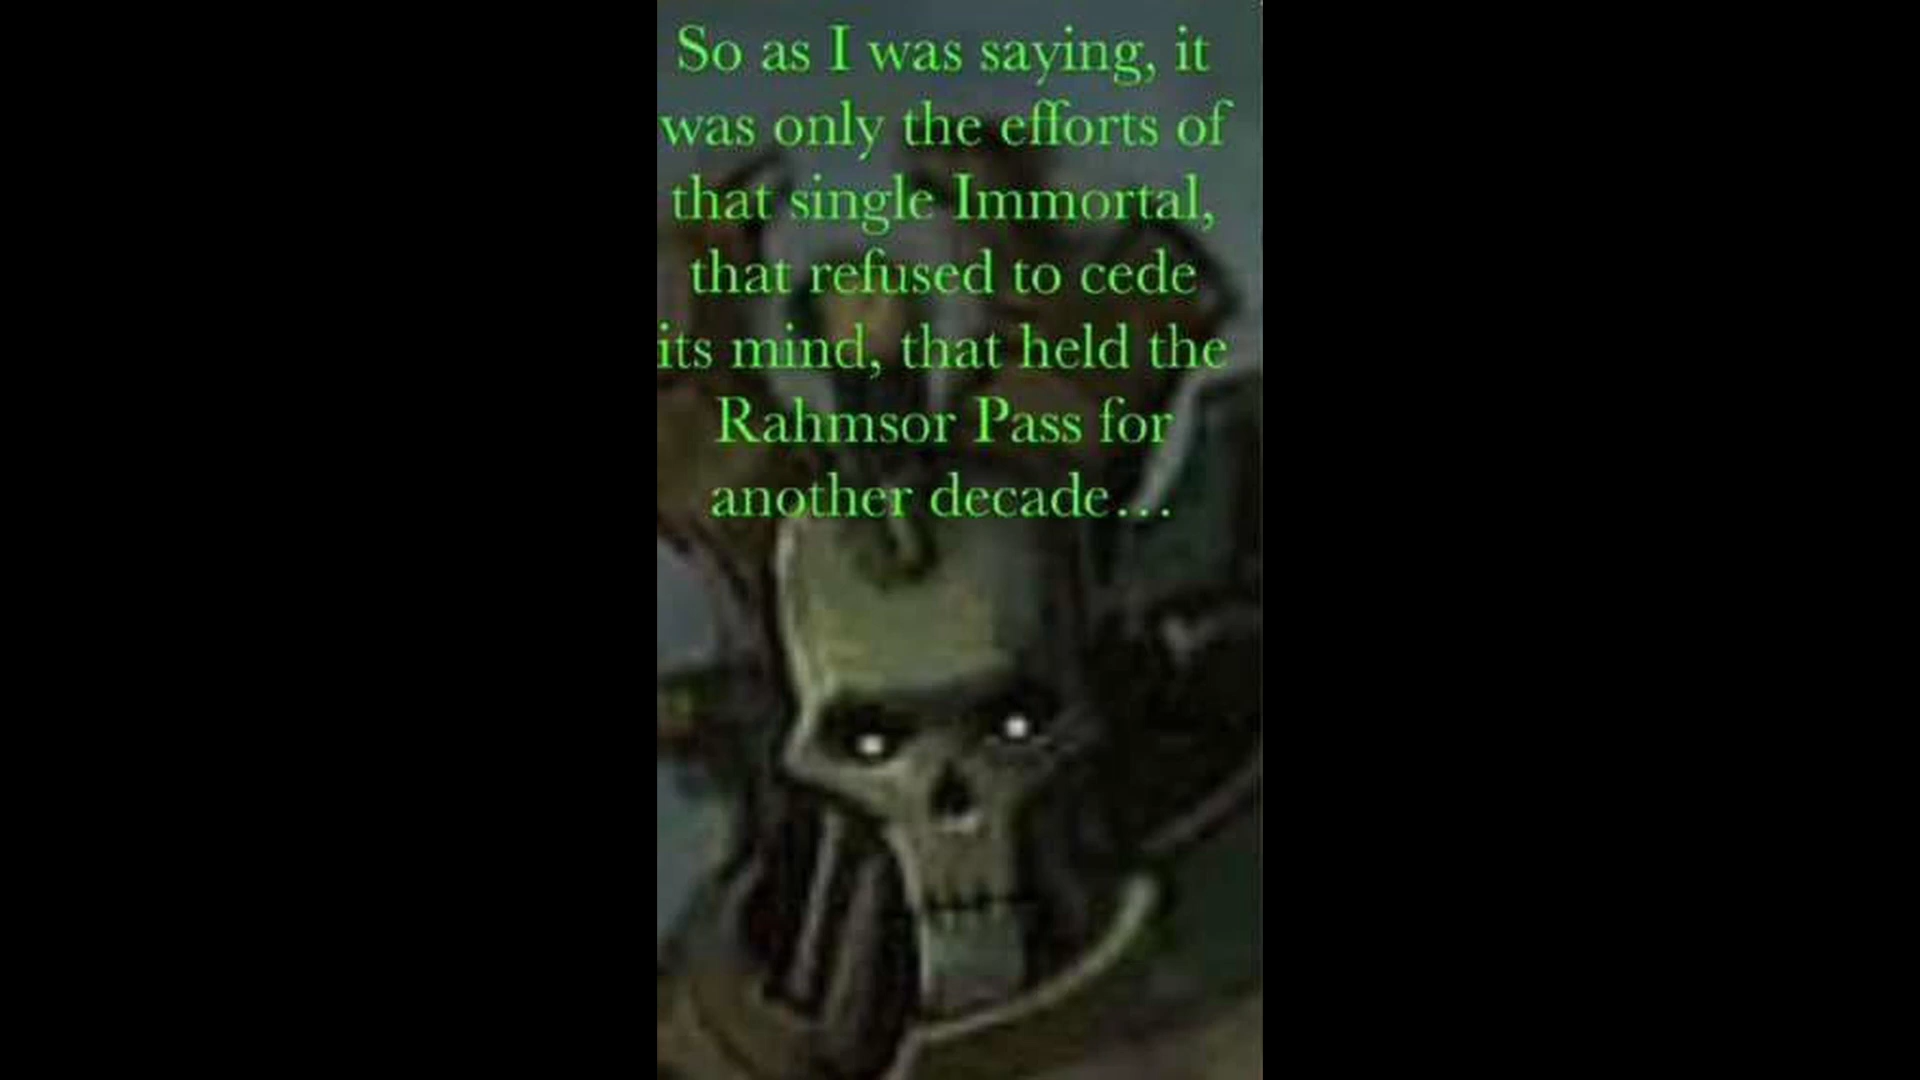 So as I was saying, it
was only the efforts of
that single Immortal,
that refused to cede
its mind, that held the
Rahmsor Pass for
another decade…